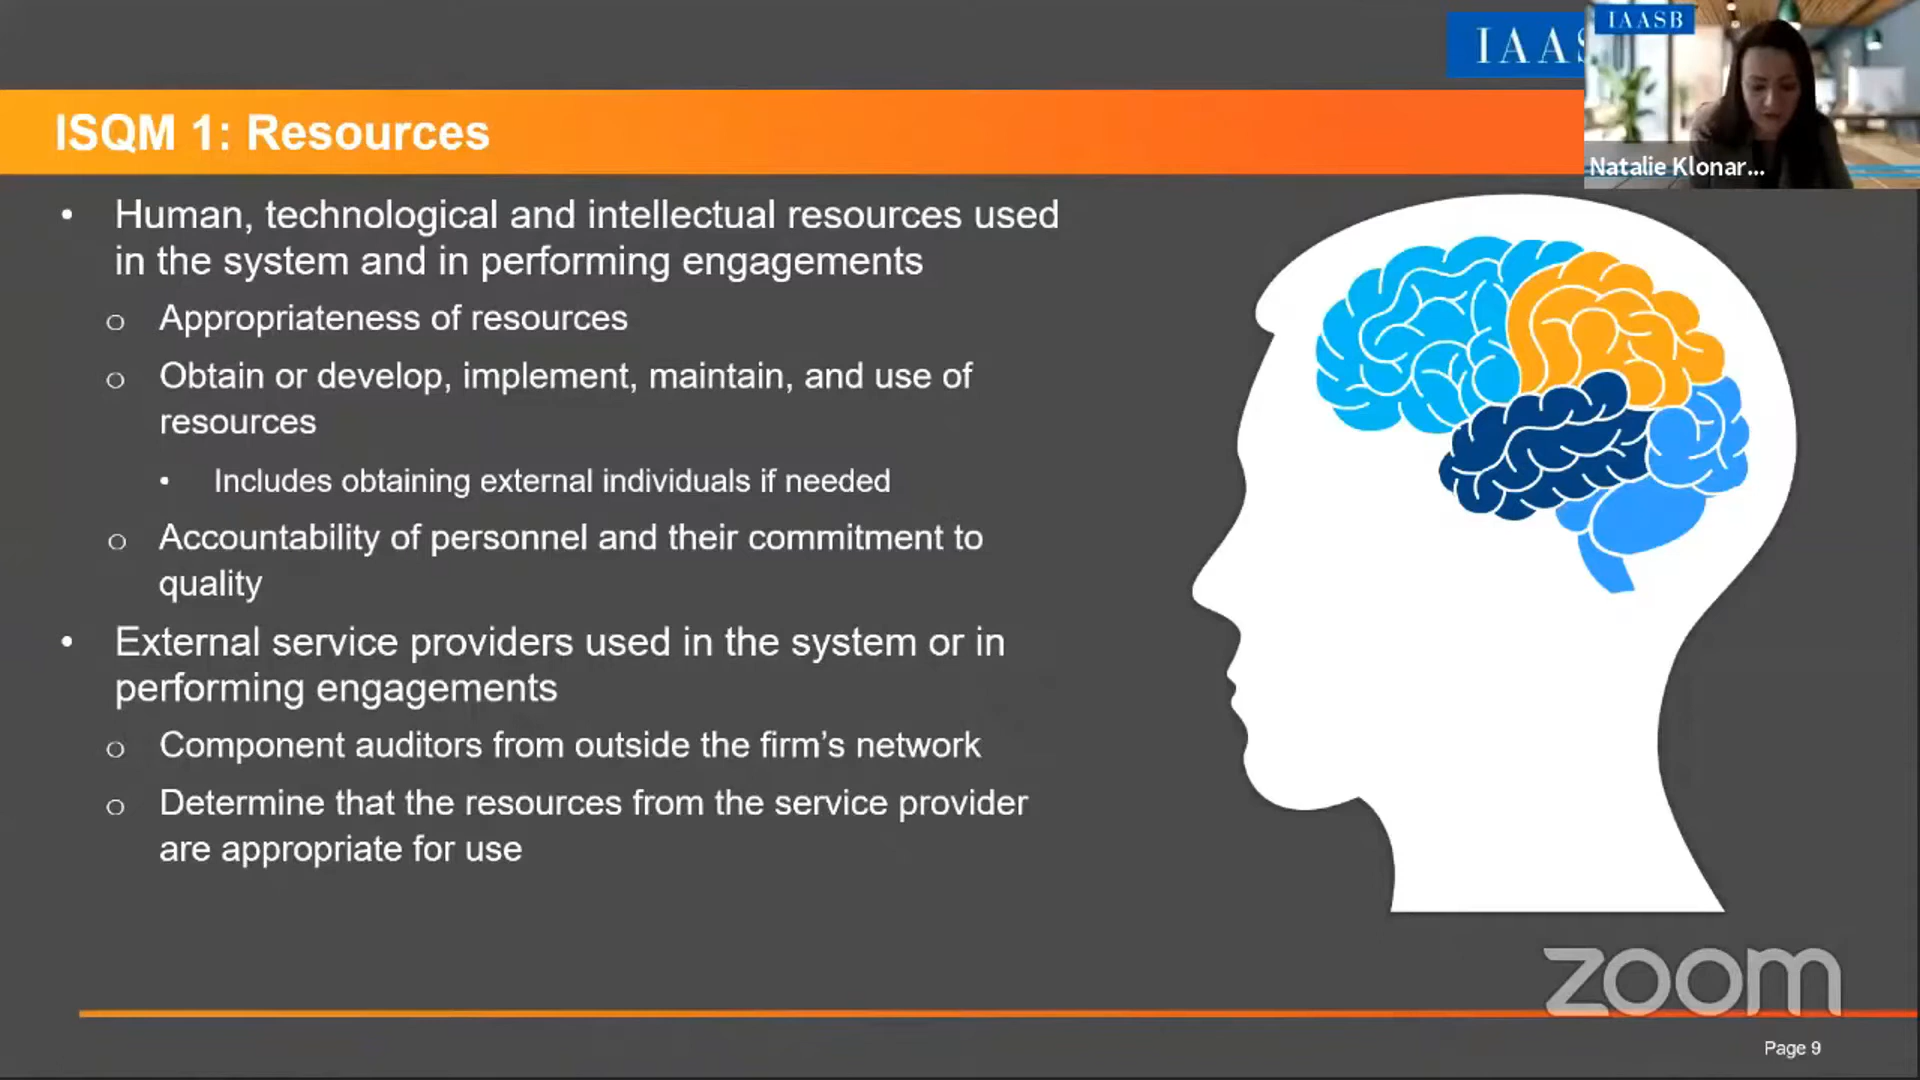 IAASB
IAAS
Natalie Klonar...
ISQM 1: Resources
• Human, technological and intellectual resources used
in the system and in performing engagements
o Appropriateness of resources
o Obtain or develop, implement, maintain, and use of
resources
• Includes obtaining external individuals if needed
o Accountability of personnel and their commitment to
quality
• External service providers used in the system or in
performing engagements
o Component auditors from outside the firm’s network
o Determine that the resources from the service provider
are appropriate for use
zoom
Page 9